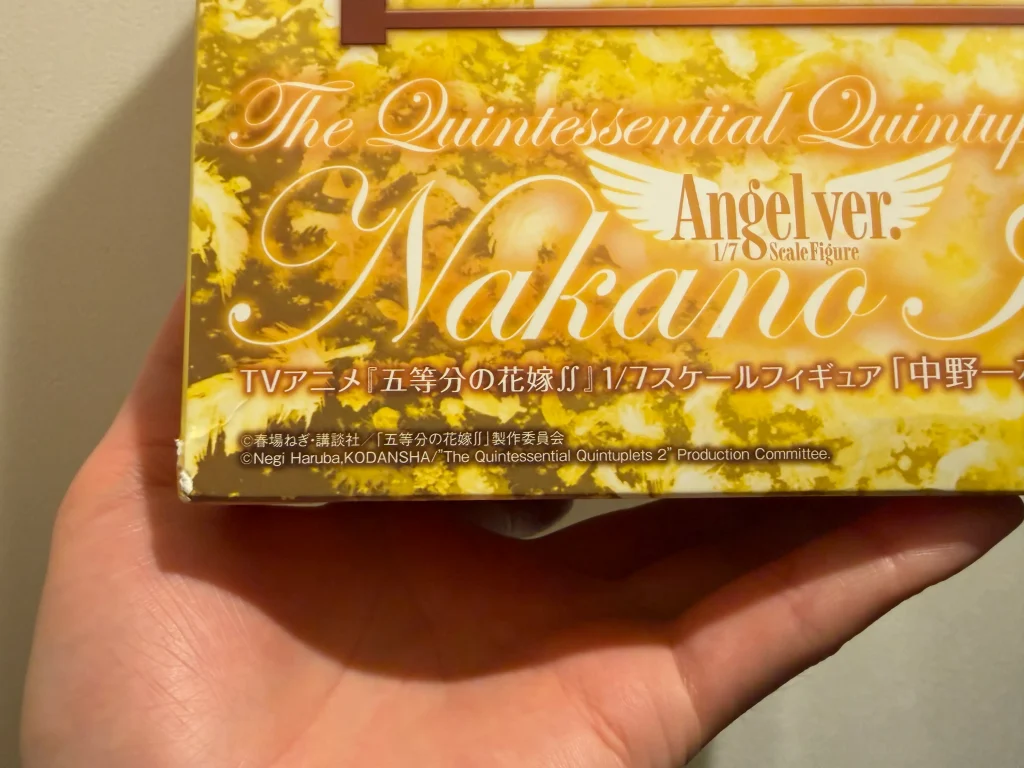 The Quintessential Quintup
Angel ver.
1/7 Scale Figure
Nakano
TVアニメ『五等分の花嫁∬』1/7スケールフィギュア「中野一
©春場ねぎ・講談社／「五等分の花嫁∬」製作委員会
©Negi Haruba,KODANSHA/"The Quintessential Quintuplets 2" Production Committee.